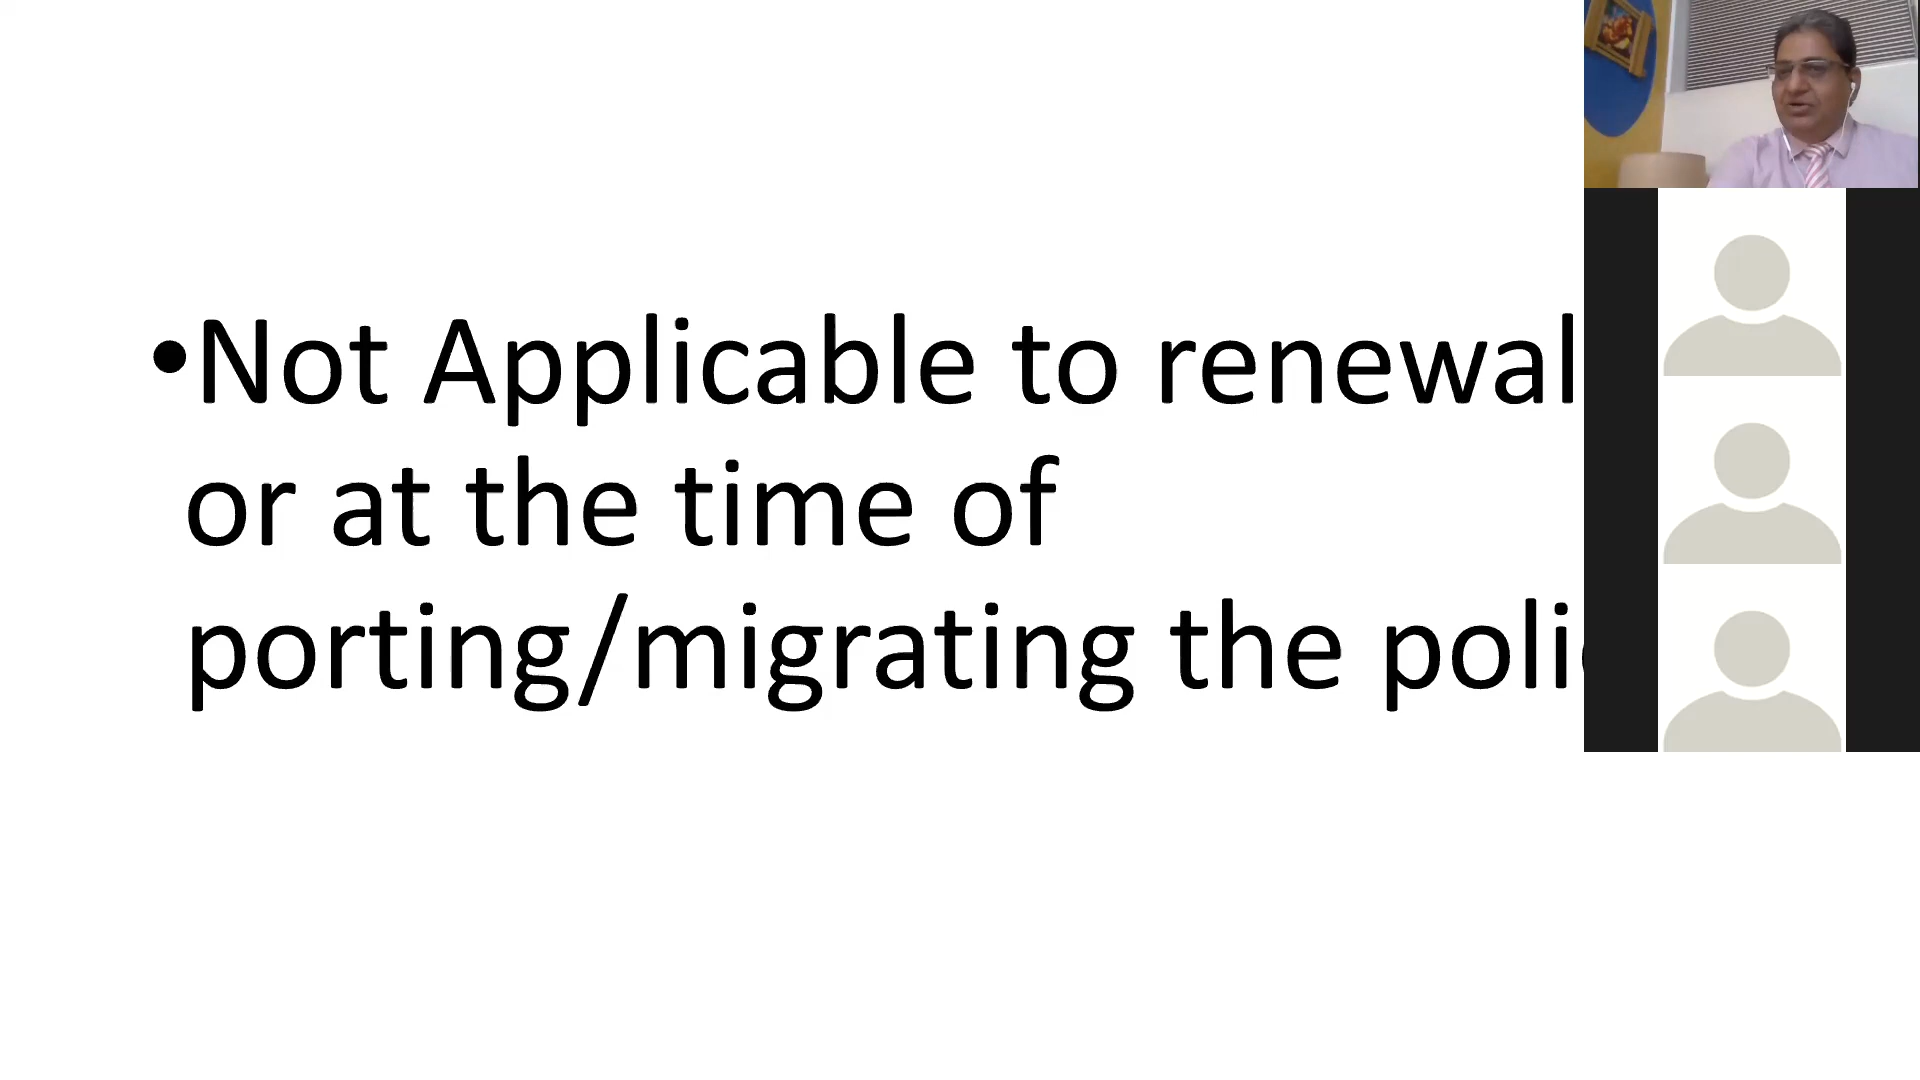 •Not Applicable to renewal
or at the time of
porting/migrating the